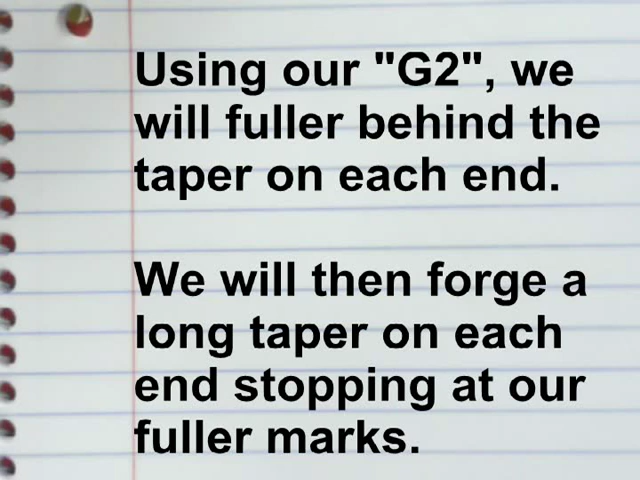 Using our "G2", we
will fuller behind the
taper on each end.
We will then forge a
long taper on each
end stopping at our
fuller marks.